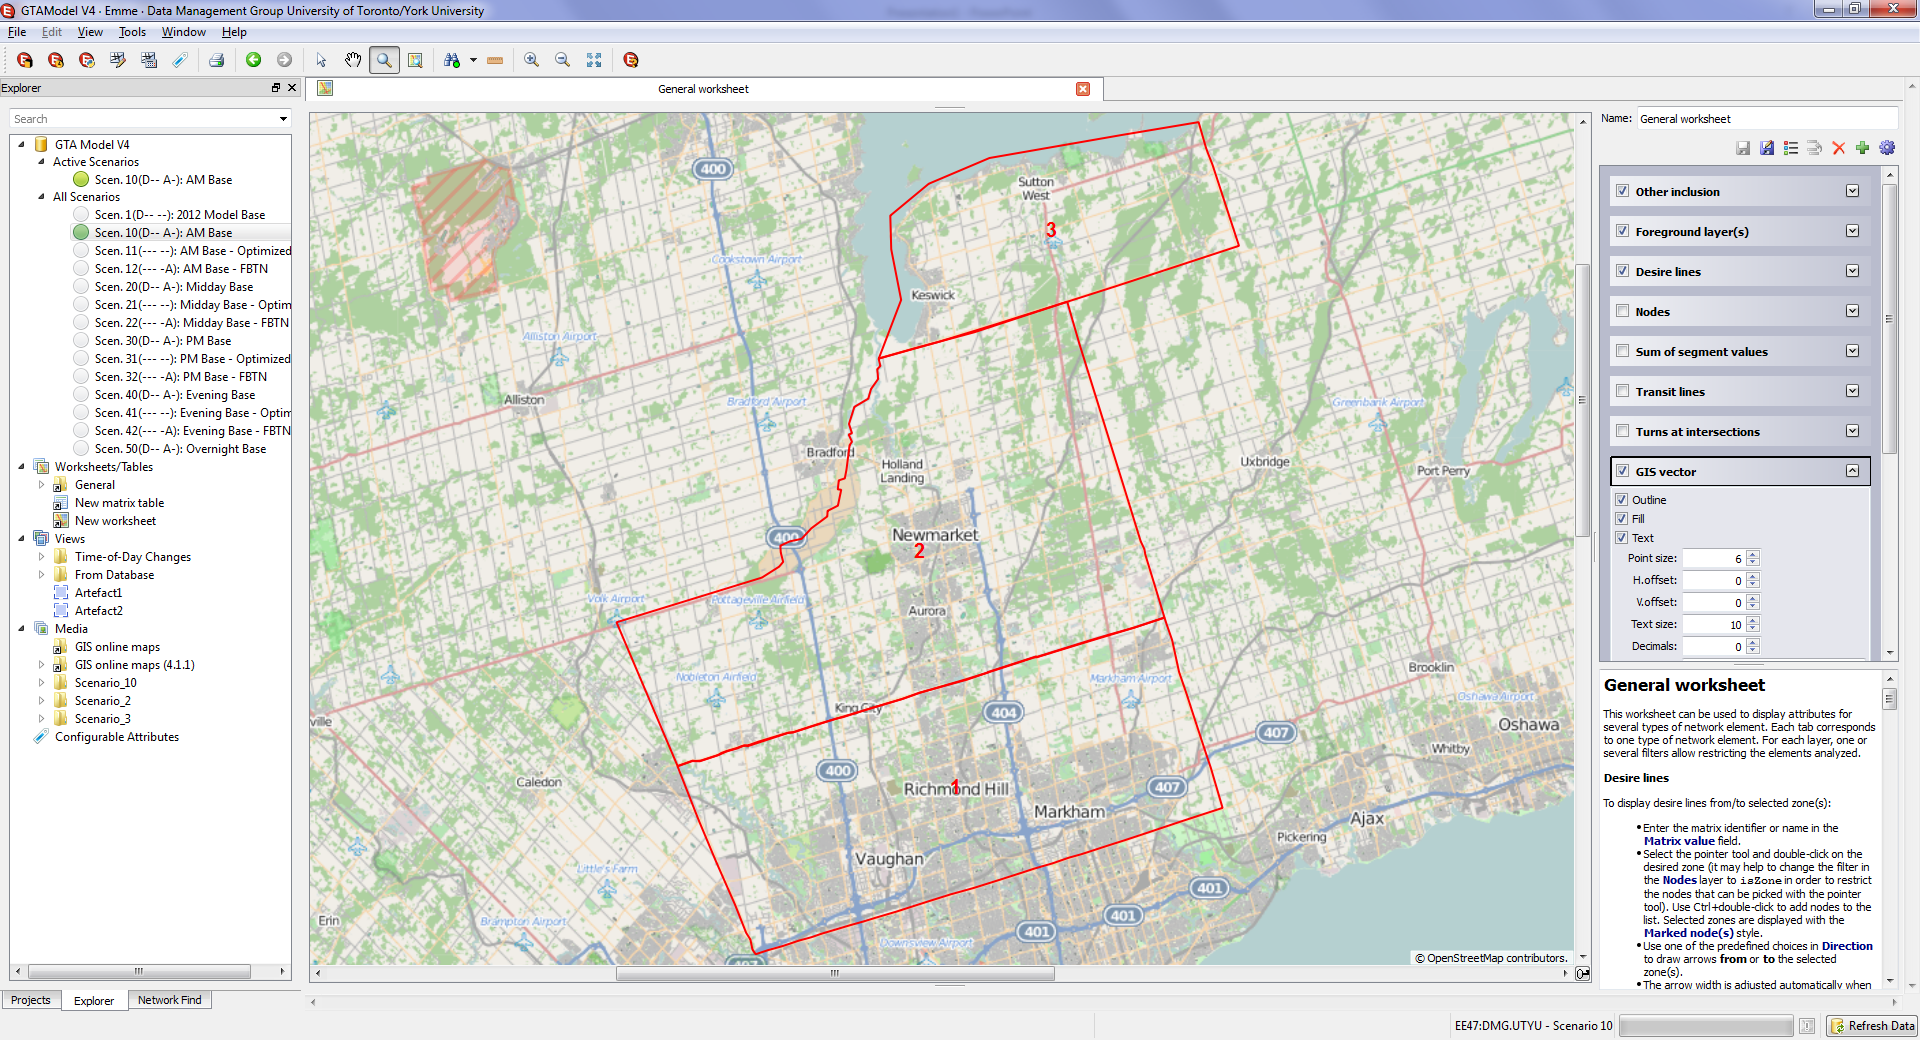 GTAModel V4 - Emme - Data Management Group University of Toronto/York University
File Edit View Tools Window Help
Explorer
General worksheet
Search
GTA Model V4
Active Scenarios
Scen. 10(D-- A-): AM Base
All Scenarios
Scen. 1(D-- --): 2012 Model Base
Scen. 10(D-- A-): AM Base
Scen. 11(--- --): AM Base - Optimized
Scen. 12(--- -A): AM Base - FBTN
Scen. 20(D-- A-): Midday Base
Scen. 21(--- --): Midday Base - Optim
Scen. 22(--- -A): Midday Base - FBTN
Scen. 30(D-- A-): PM Base
Scen. 31(--- --): PM Base - Optimized
Scen. 32(--- -A): PM Base - FBTN
Scen. 40(D-- A-): Evening Base
Scen. 41(--- --): Evening Base - Optim
Scen. 42(--- -A): Evening Base - FBTN
Scen. 50(D-- A-): Overnight Base
Worksheets/Tables
General
New matrix table
New worksheet
Views
Time-of-Day Changes
From Database
Artefact1
Artefact2
Media
GIS online maps
GIS online maps (4.1.1)
Scenario_10
Scenario_2
Scenario_3
Configurable Attributes
Projects Explorer Network Find
400
Sutton
West
3
Cookstown Airport
Keswick
Alliston Airport
Alliston
Bradford Airport
Greenbank Airport
Bradford
Holland
Landing
Uxbridge
Port Perry
400
Newmarket
2
York Airport
Pottageville Airfield
Aurora
Nobleton Airfield
Markham Airport
Brooklin
Oshawa Airport
King City
404
ville
Oshawa
407
Whitby
400
Caledon
Richmond Hill
1
407
Markham
Ajax
Pickering
Vaughan
Little's Farm
401
Erin
Brampton Airport
401
401
Downsview Airport
407
© OpenStreetMap contributors.
Name: General worksheet
Other inclusion
Foreground layer(s)
Desire lines
Nodes
Sum of segment values
Transit lines
Turns at intersections
GIS vector
Outline
Fill
Text
Point size: 6
H.offset: 0
V.offset: 0
Text size: 10
Decimals: 0
General worksheet
This worksheet can be used to display attributes for
several types of network element. Each tab corresponds
to one type of network element. For each layer, one or
several filters allow restricting the elements analyzed.
Desire lines
To display desire lines from/to selected zone(s):
• Enter the matrix identifier or name in the
Matrix value field.
• Select the pointer tool and double-click on the
desired zone (it may help to change the filter in
the Nodes layer to isZone in order to restrict
the nodes that can be picked with the pointer
tool). Use Ctrl+double-click to add nodes to the
list. Selected zones are displayed with the
Marked node(s) style.
• Use one of the predefined choices in Direction
to draw arrows from or to the selected
zone(s).
• The arrow width is adjusted automatically when
EE47:DMG.UTYU - Scenario 10
Refresh Data